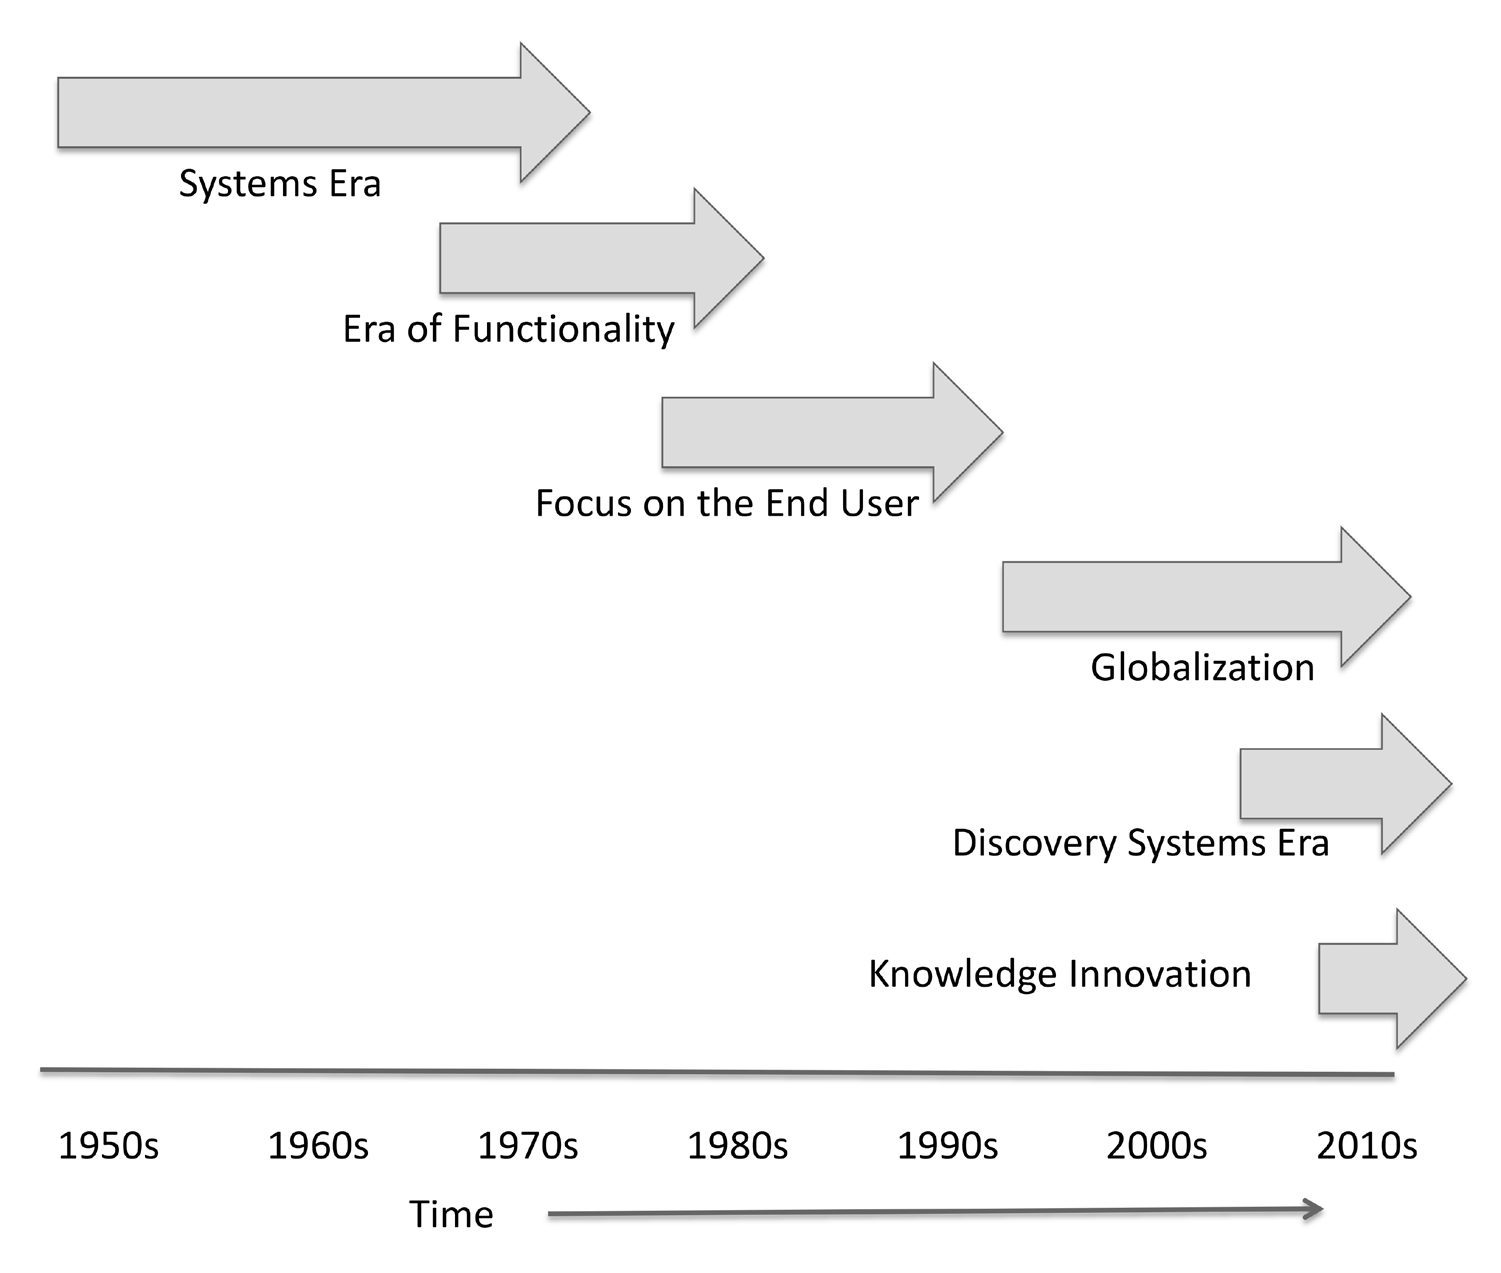 Systems Era
Era of Functionality
Focus on the End User
Globalization
Discovery Systems Era
Knowledge Innovation
1950s 1960s 1970s 1980s 1990s 2000s 2010s
Time